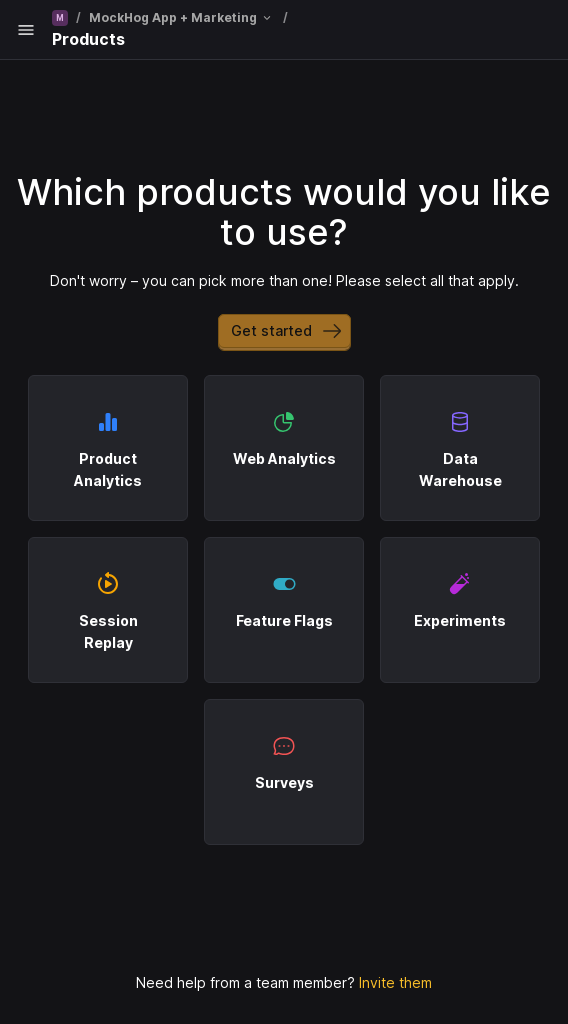 M / MockHog App + Marketing /
Products
Which products would you like
to use?
Don't worry – you can pick more than one! Please select all that apply.
Get started
Product
Analytics
Web Analytics
Data
Warehouse
Session
Replay
Feature Flags
Experiments
Surveys
Need help from a team member? Invite them